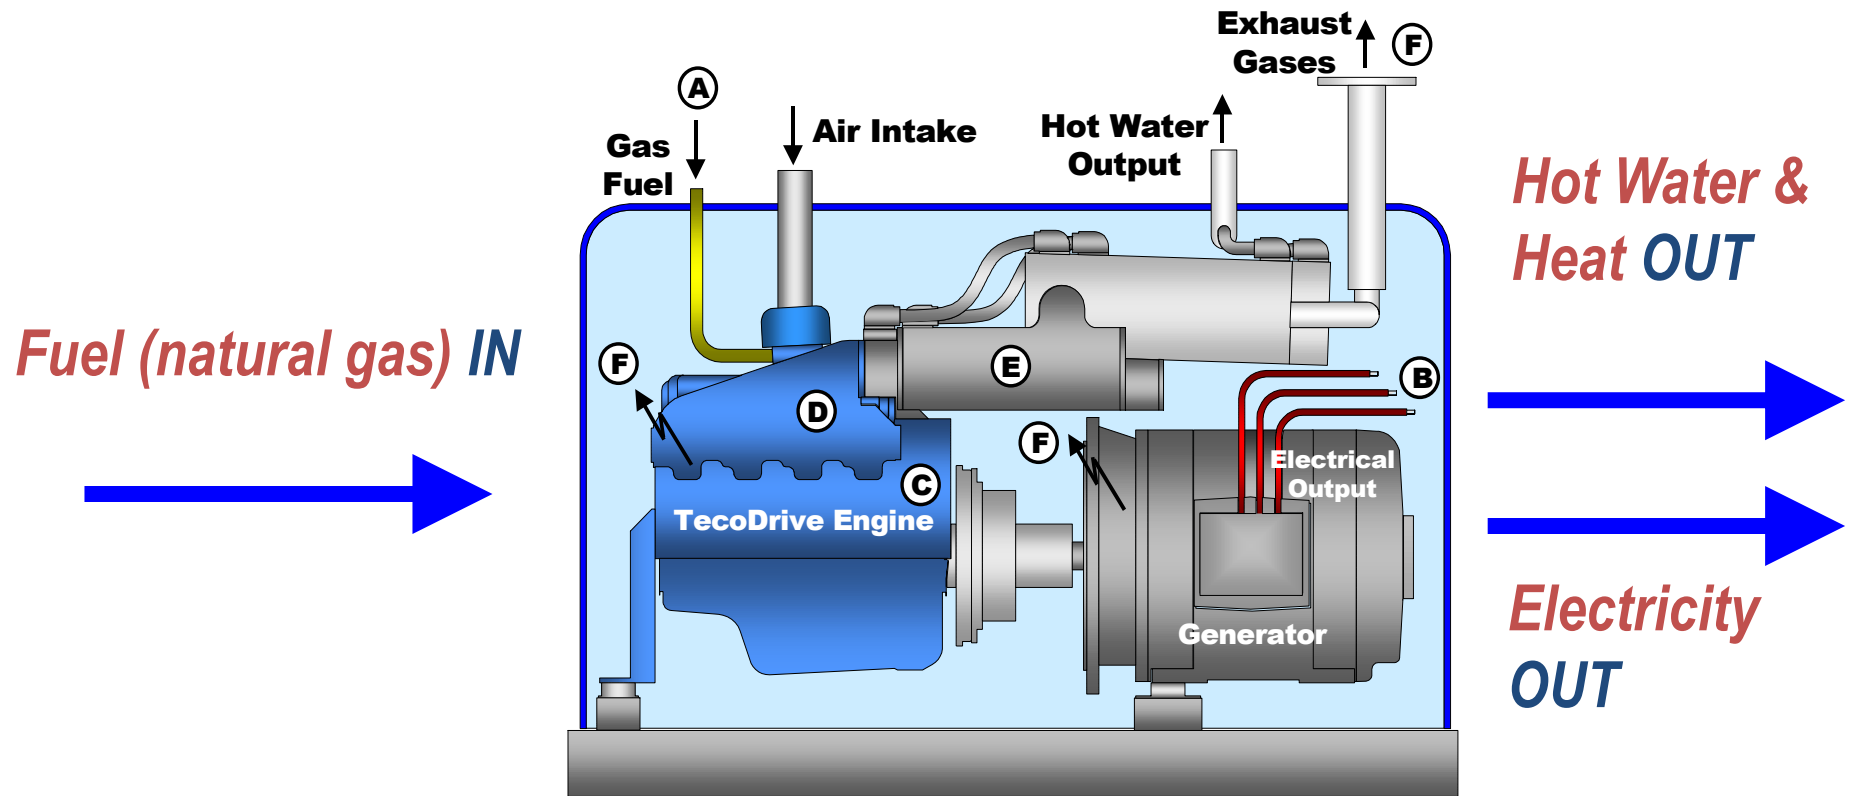 Fuel (natural gas) IN
A
Gas
Fuel
Air Intake
Hot Water
Output
Exhaust
Gases
F
F
D
E
C
TecoDrive Engine
F
B
Electrical
Output
Generator
Hot Water &
Heat OUT
Electricity
OUT